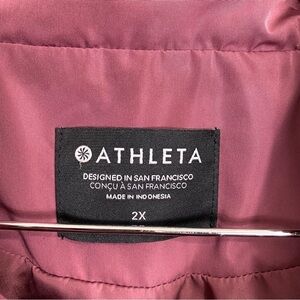 ATHLETA
DESIGNED IN SAN FRANCISCO
CONÇU À SAN FRANCISCO
MADE IN INDONESIA
2X